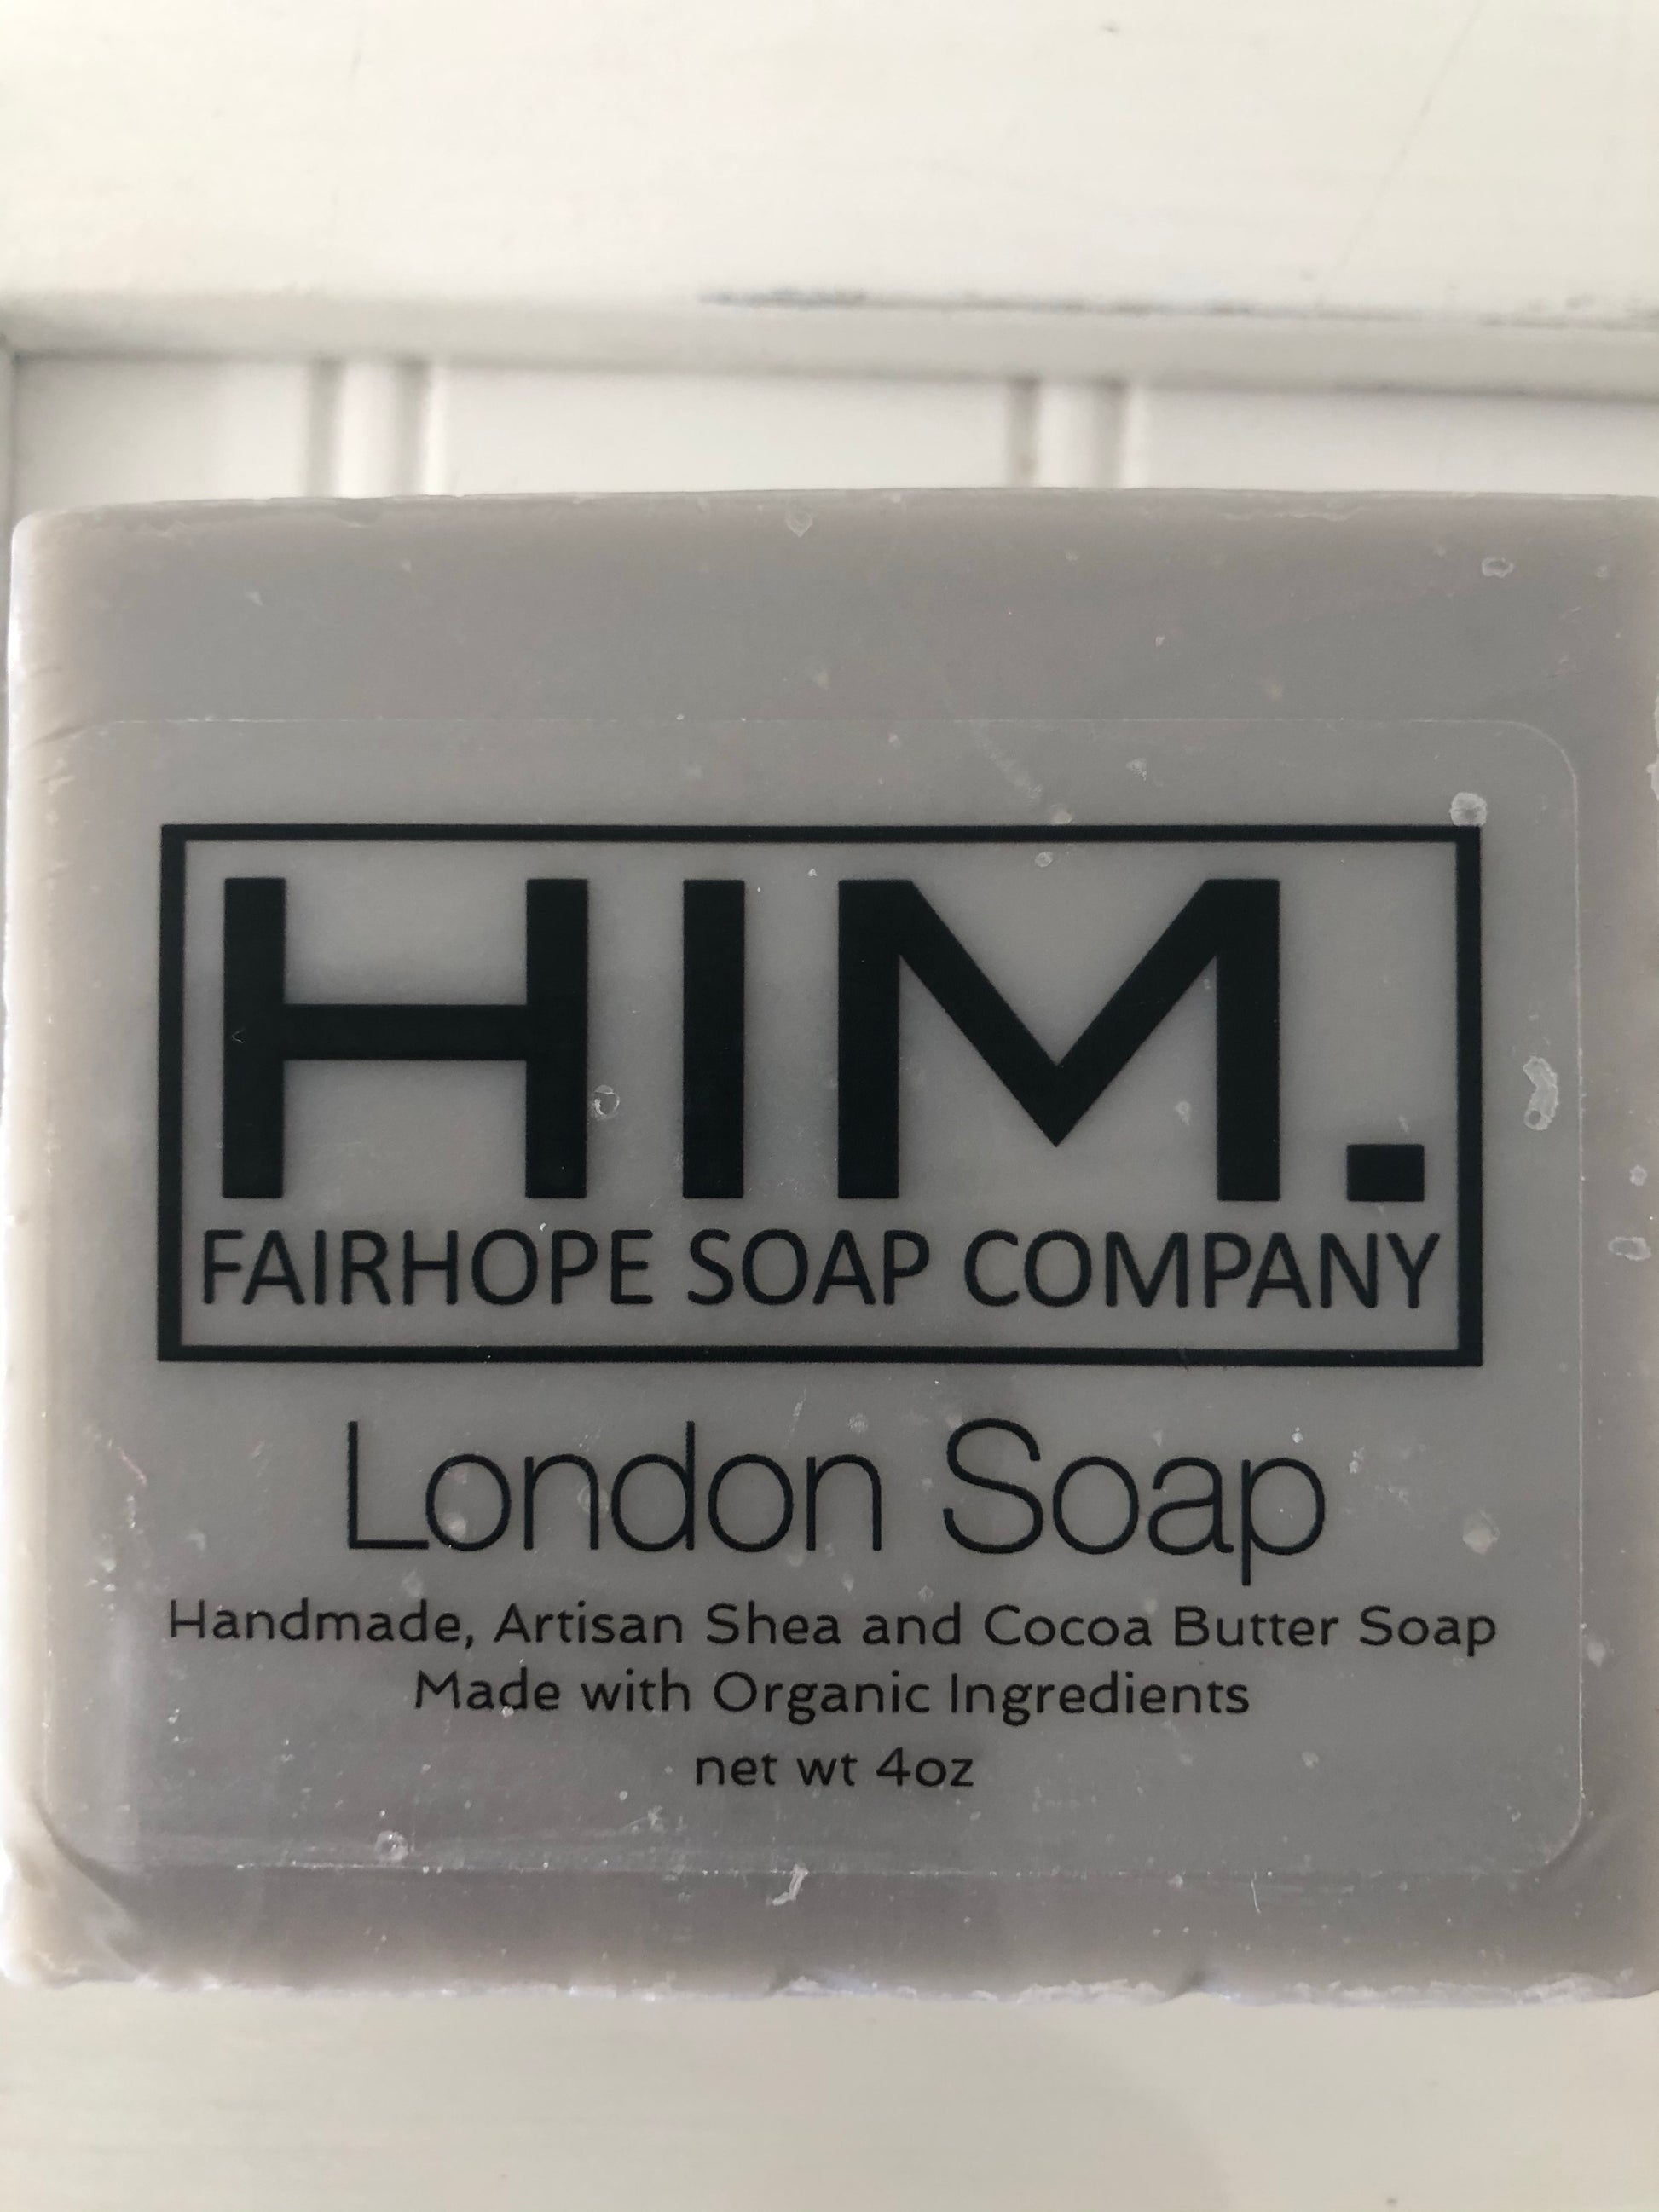 HIM.
FAIRHOPE SOAP COMPANY
London Soap
Handmade, Artisan Shea and Cocoa Butter Soap
Made with Organic Ingredients
net wt 4oz